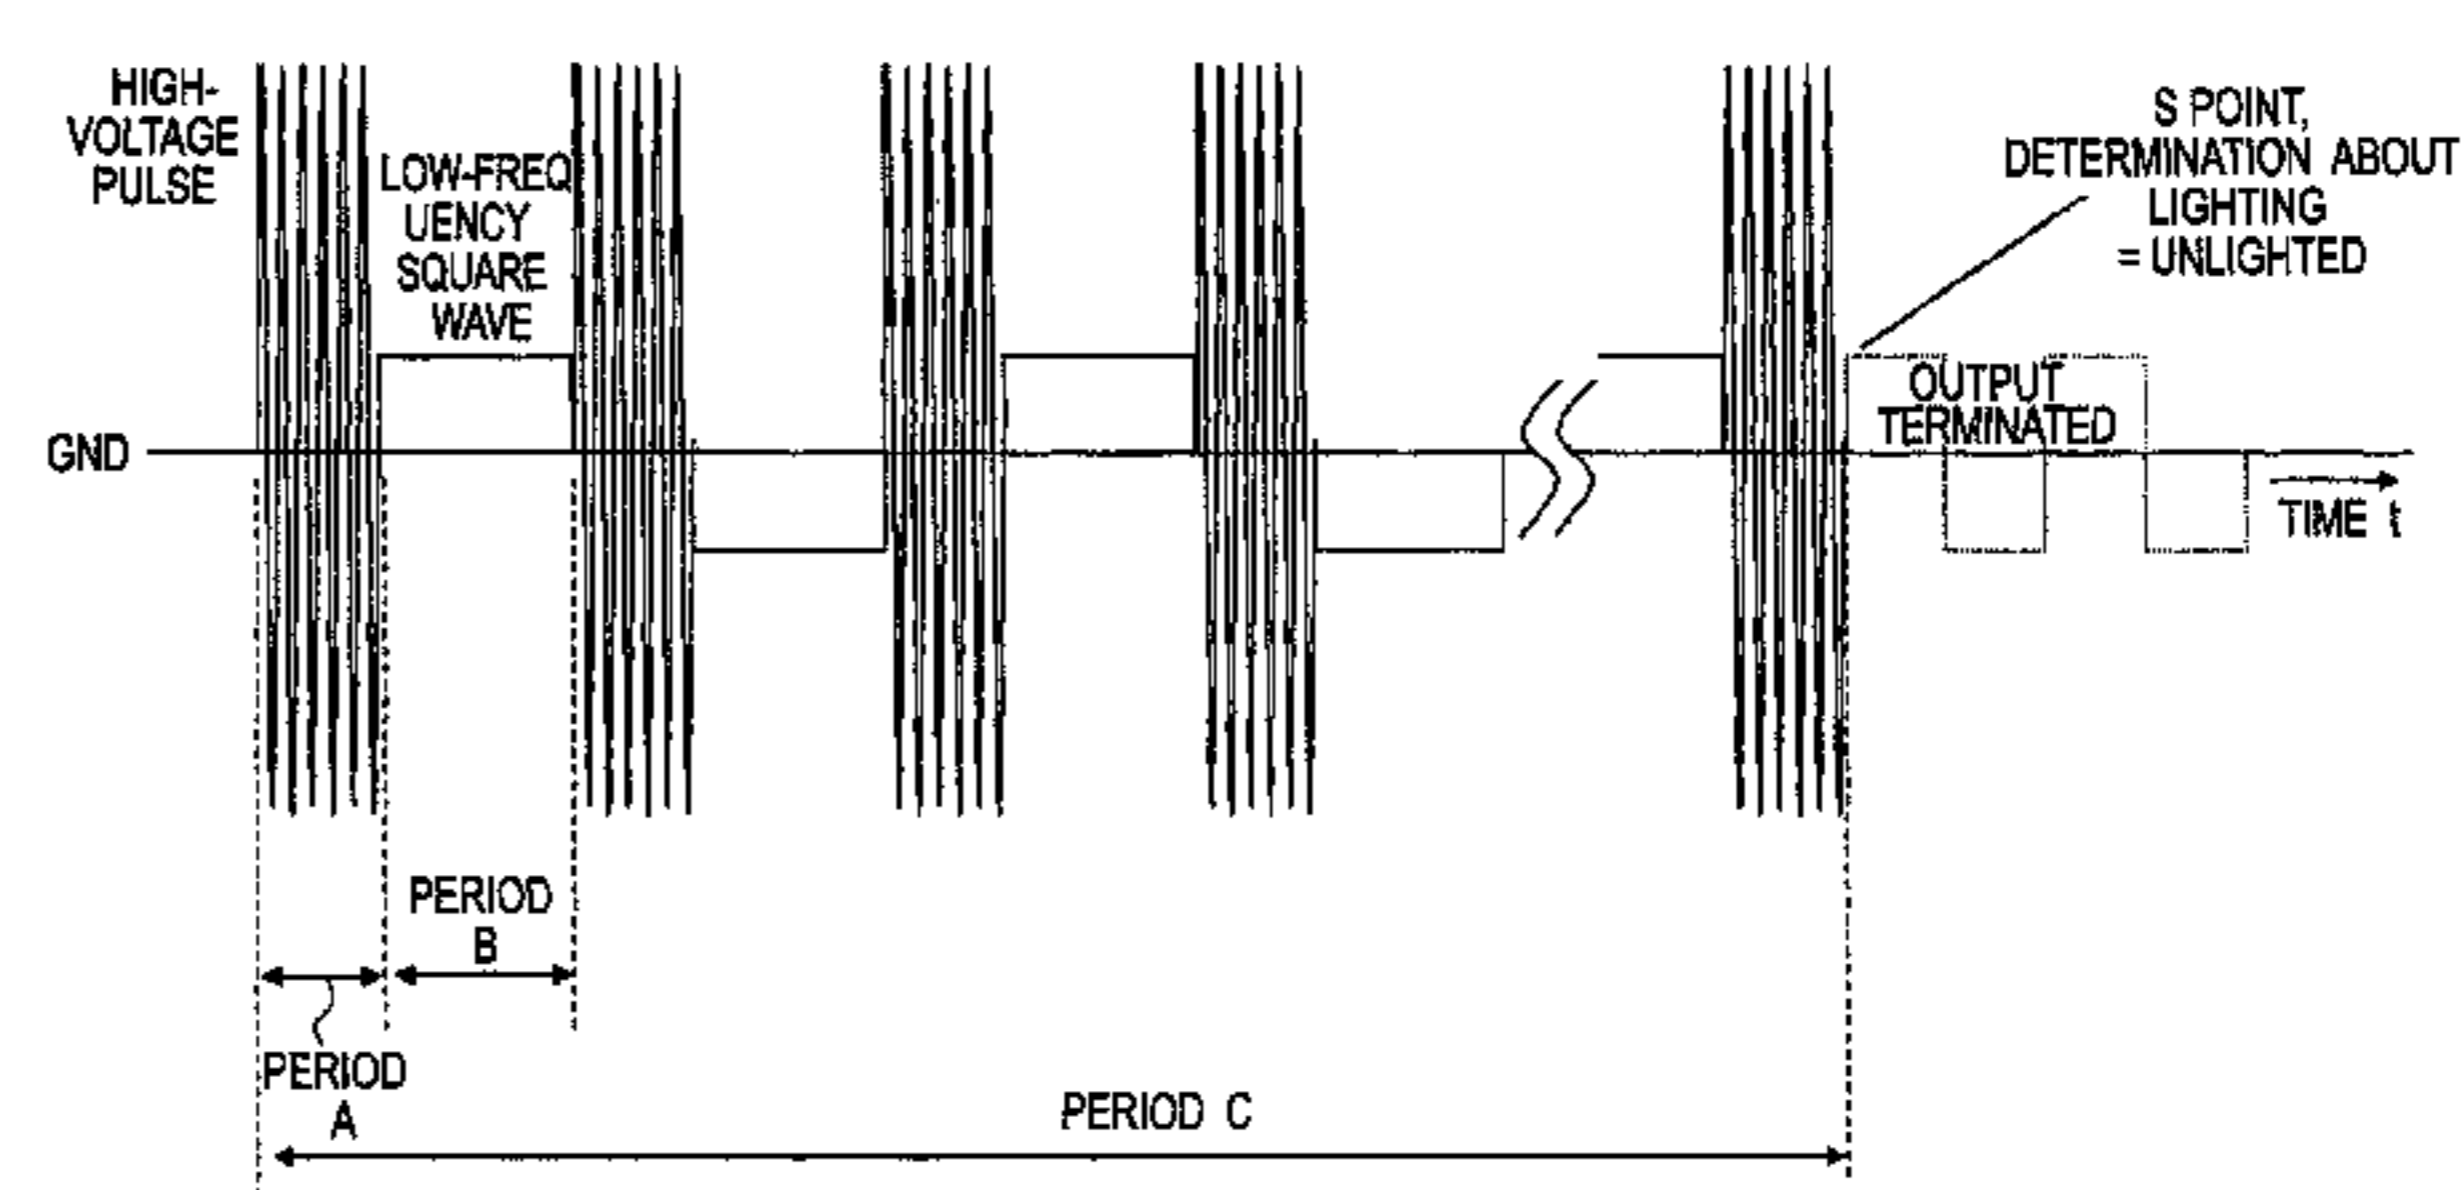 HIGH-
VOLTAGE
PULSE
LOW-FREQ
UENCY
SQUARE
WAVE
S POINT,
DETERMINATION ABOUT
LIGHTING
= UNLIGHTED
OUTPUT
TERMINATED
GND
TIME t
PERIOD
B
PERIOD
A
PERIOD C